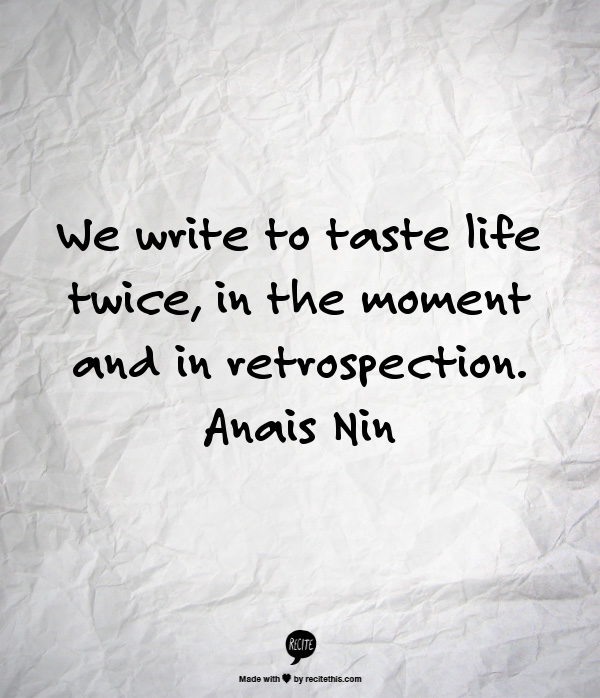 We write to taste life
twice, in the moment
and in retrospection.
Anais Nin
RECITE
Made with ♥ by recitethis.com